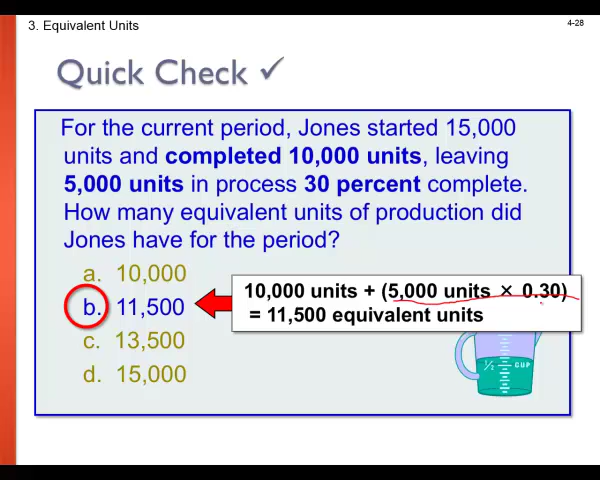 3. Equivalent Units
4-28
Quick Check ✓
For the current period, Jones started 15,000
units and completed 10,000 units, leaving
5,000 units in process 30 percent complete.
How many equivalent units of production did
Jones have for the period?
a. 10,000
b. 11,500
c. 13,500
d. 15,000
10,000 units + (5,000 units × 0.30)
= 11,500 equivalent units
½ CUP